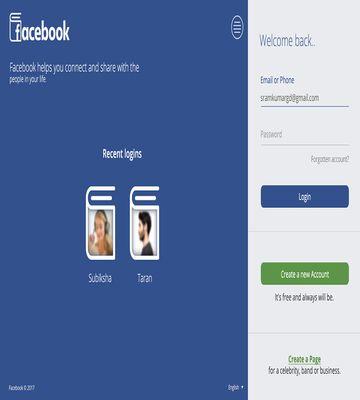 facebook
Facebook helps you connect and share with the
people in your life.
Recent logins
Subiksha
Taran
Facebook © 2017
English
Welcome back..
Email or Phone
sramkumargd@gmail.com
Password
Forgotten account?
Login
Create a new Account
It's free and always will be.
Create a Page
for a celebrity, band or business.